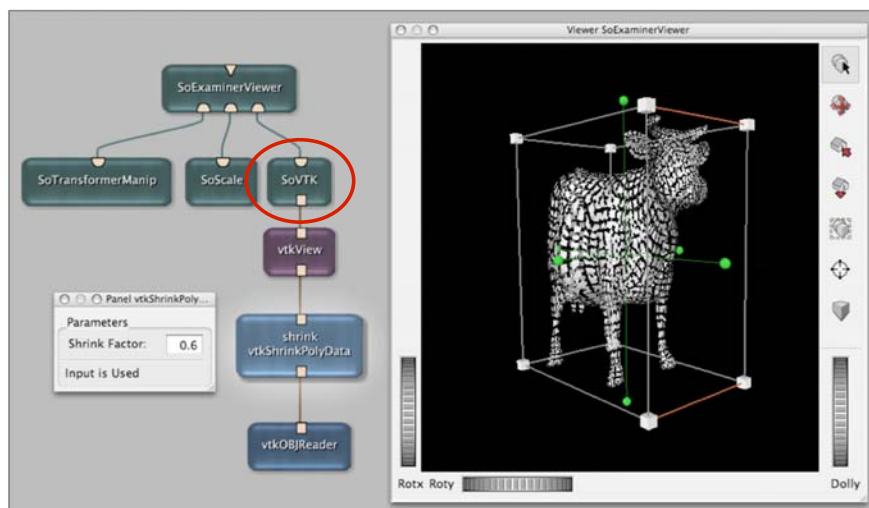 Viewer SoExaminerViewer
SoExaminerViewer
SoTransformerManip
SoScale
SoVTK
vtkView
Panel vtkShrinkPoly...
Parameters
Shrink Factor: 0.6
Input is Used
shrink
vtkShrinkPolyData
vtkOBJReader
Rotx Roty
Dolly